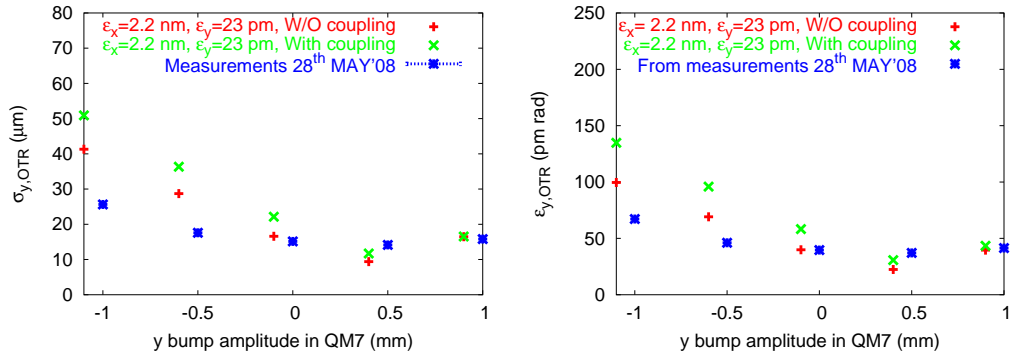 εx=2.2 nm, εy=23 pm, W/O coupling
εx=2.2 nm, εy=23 pm, With coupling
Measurements 28th MAY'08
σy,OTR (μm)
80
70
60
50
40
30
20
10
0
-1
-0.5
0
0.5
1
y bump amplitude in QM7 (mm)
εx= 2.2 nm, εy=23 pm, W/O coupling
εx=2.2 nm, εy=23 pm, With coupling
From measurements 28th MAY'08
εy,OTR (pm rad)
250
200
150
100
50
0
-1
-0.5
0
0.5
1
y bump amplitude in QM7 (mm)